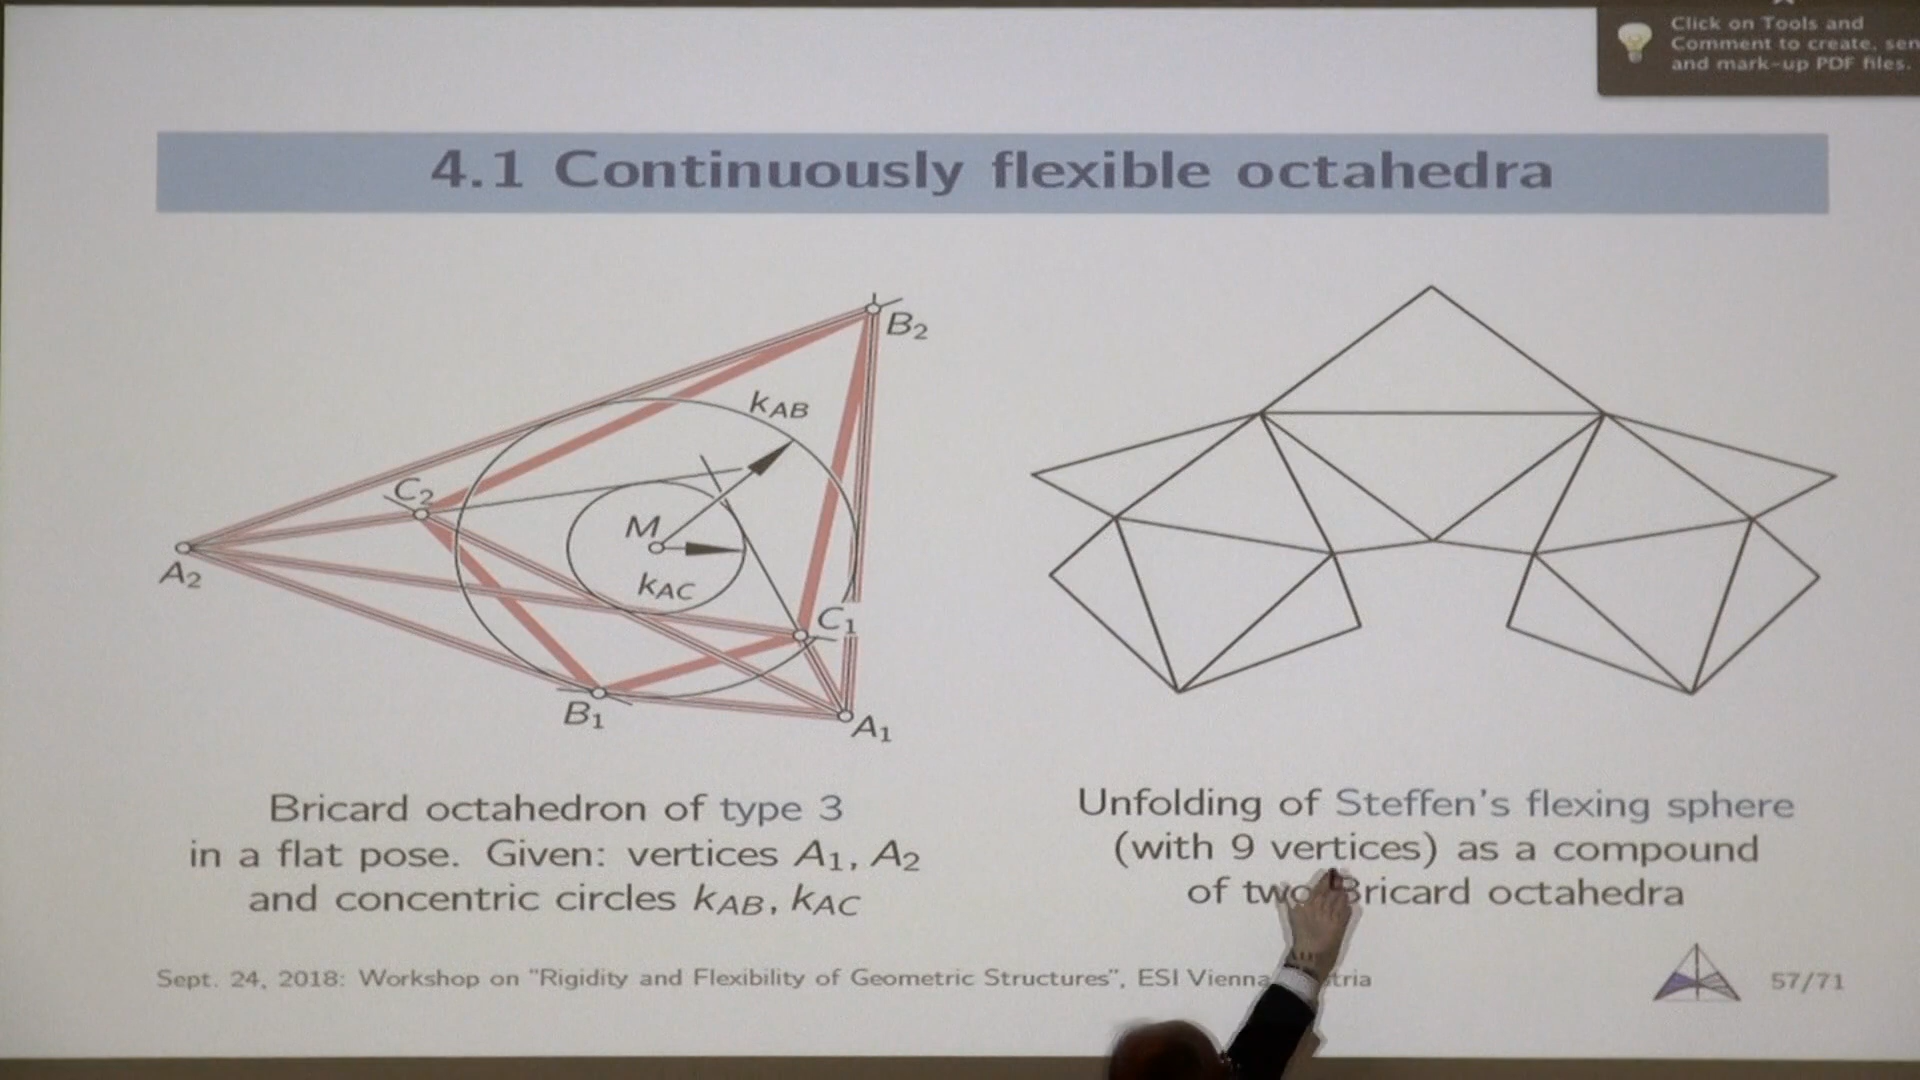 Click on Tools and
Comment to create, sen
and mark-up PDF files.
4.1 Continuously flexible octahedra
B2
kAB
C2
M
A2
kAC
C1
B1
A1
Bricard octahedron of type 3
in a flat pose. Given: vertices A1, A2
and concentric circles kAB, kAC
Unfolding of Steffen's flexing sphere
(with 9 vertices) as a compound
of two Bricard octahedra
Sept. 24, 2018: Workshop on "Rigidity and Flexibility of Geometric Structures", ESI Vienna tria
57/71